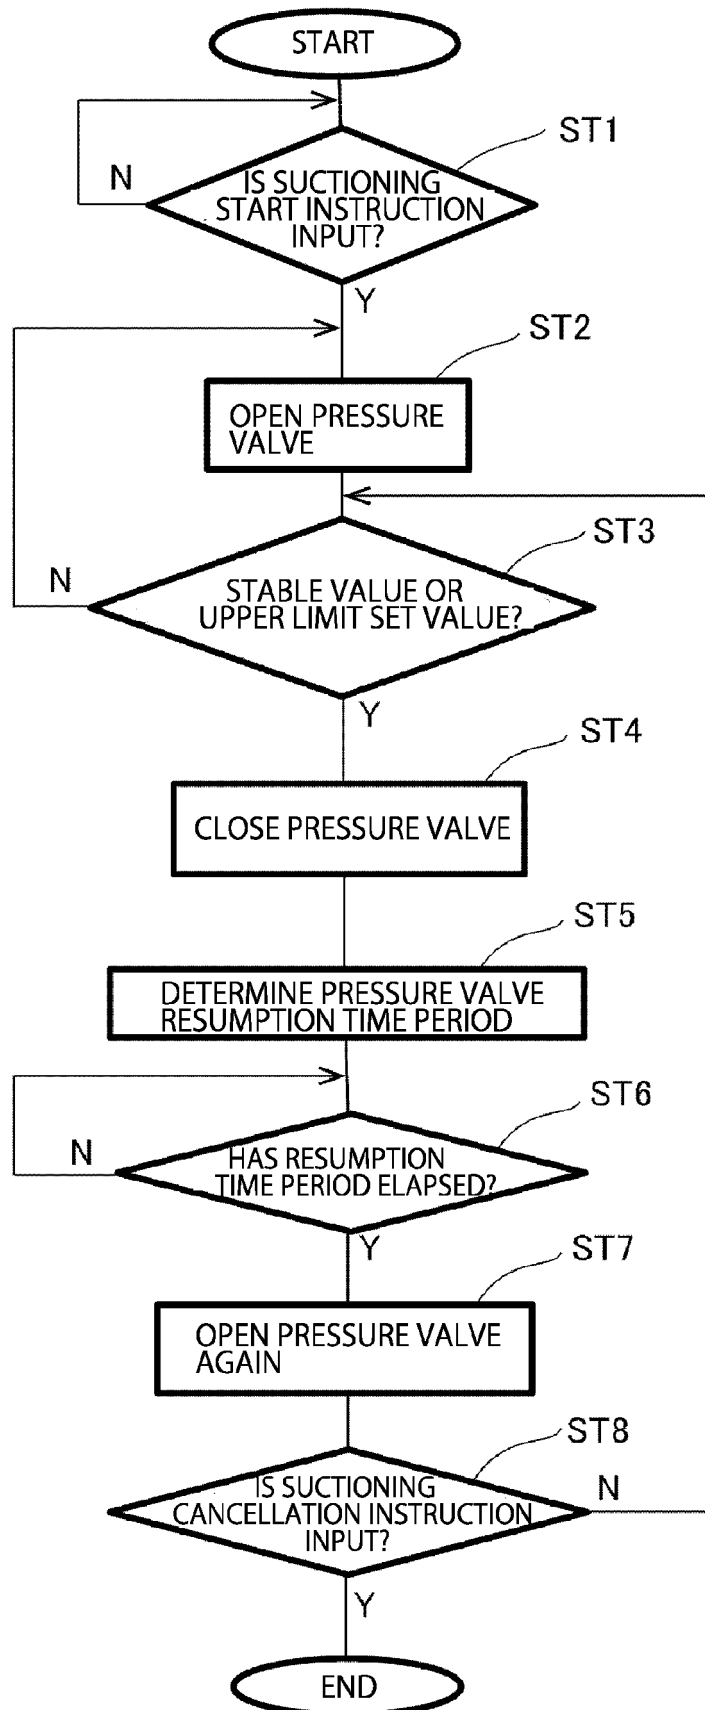 START
ST1
N
IS SUCTIONING
START INSTRUCTION
INPUT?
Y
ST2
OPEN PRESSURE
VALVE
ST3
N
STABLE VALUE OR
UPPER LIMIT SET VALUE?
Y
ST4
CLOSE PRESSURE VALVE
ST5
DETERMINE PRESSURE VALVE
RESUMPTION TIME PERIOD
ST6
N
HAS RESUMPTION
TIME PERIOD ELAPSED?
Y
ST7
OPEN PRESSURE VALVE
AGAIN
ST8
IS SUCTIONING
CANCELLATION INSTRUCTION
INPUT?
N
Y
END